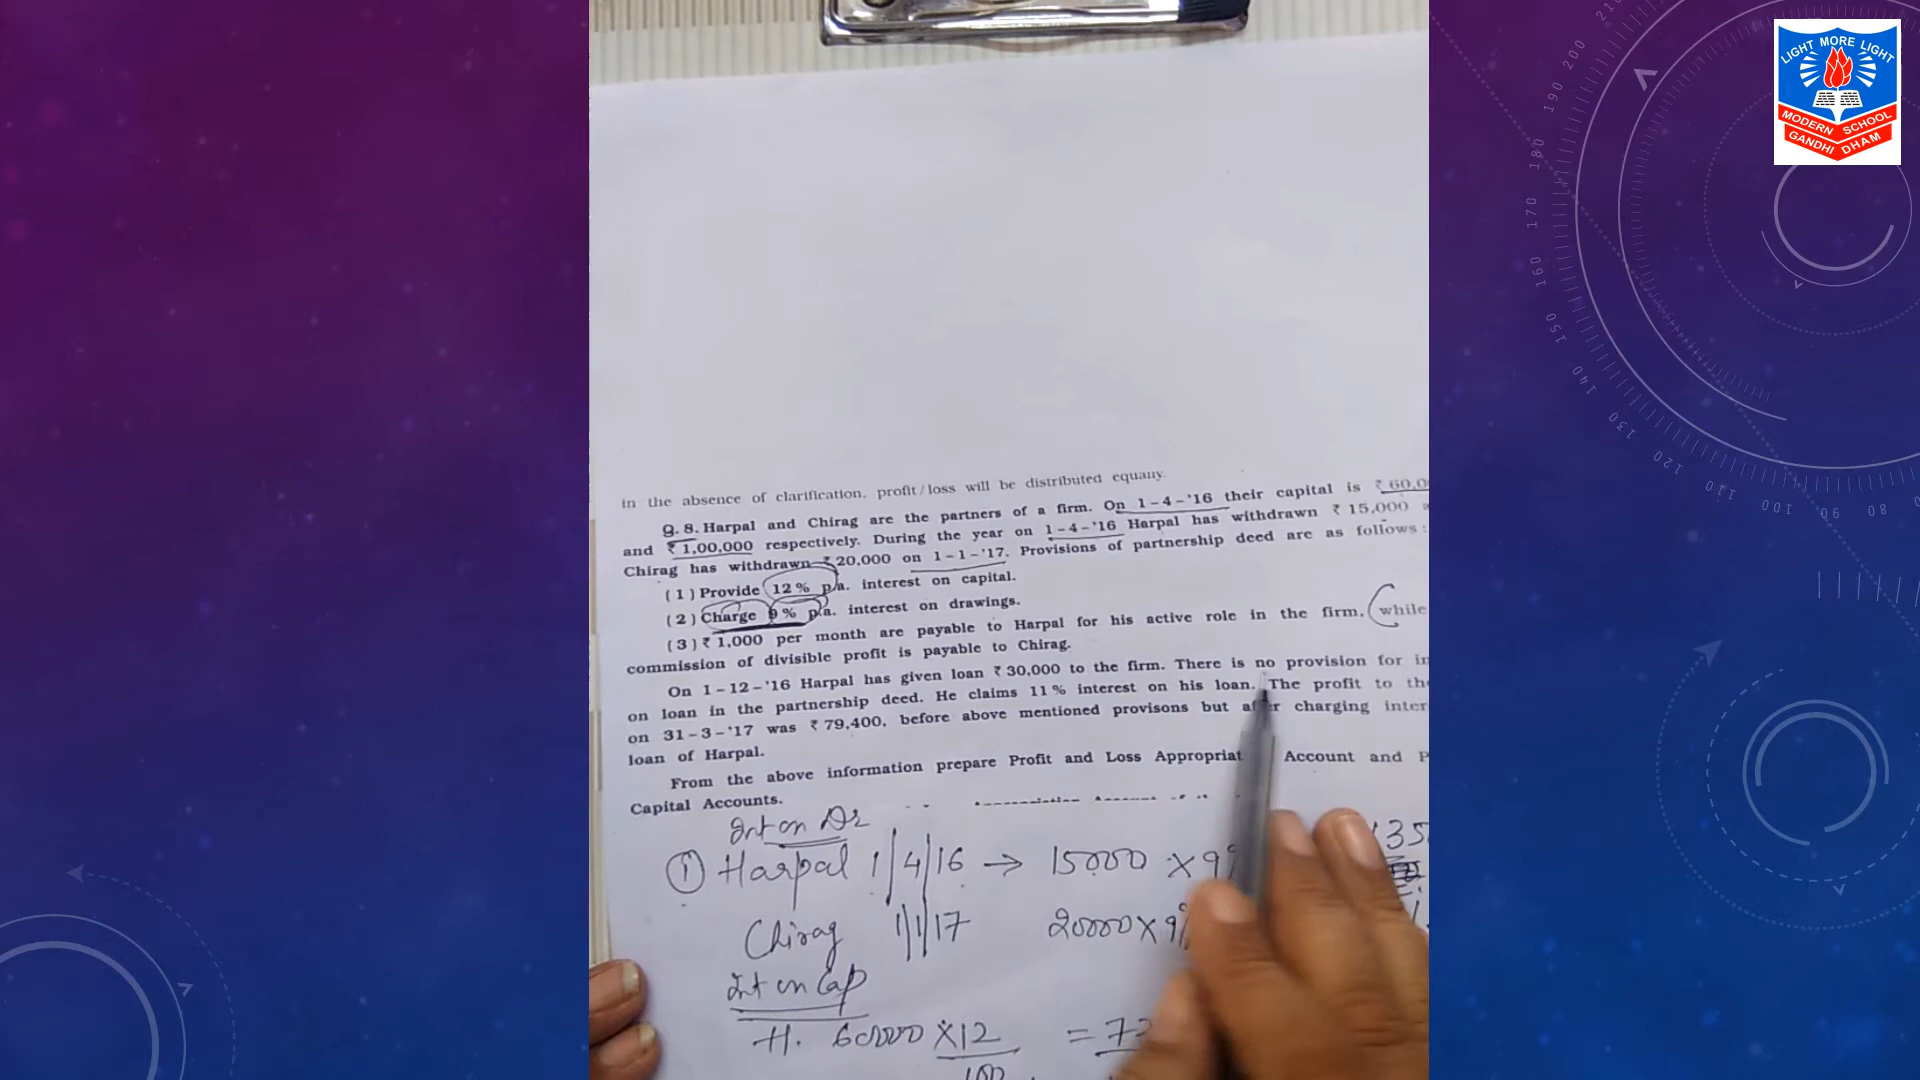 LIGHT MORE LIGHT
MODERN SCHOOL
GANDHI DHAM
in the absence of clarification, profit/loss will be distributed equally.
Q. 8. Harpal and Chirag are the partners of a firm. On 1-4-'16 their capital is ₹ 60,0
and ₹ 1,00,000 respectively. During the year on 1-4-'16 Harpal has withdrawn ₹ 15,000
Chirag has withdrawn ₹ 20,000 on 1-1-'17. Provisions of partnership deed are as follows :
( 1 ) Provide 12 % p.a. interest on capital.
( 2 ) Charge 9 % p.a. interest on drawings.
( 3 ) ₹ 1,000 per month are payable to Harpal for his active role in the firm, while
commission of divisible profit is payable to Chirag.
On 1-12-'16 Harpal has given loan ₹ 30,000 to the firm. There is no provision for in
on loan in the partnership deed. He claims 11 % interest on his loan. The profit to the
on 31-3-'17 was ₹ 79,400, before above mentioned provisons but after charging inter
loan of Harpal.
From the above information prepare Profit and Loss Appropriat Account and P
Capital Accounts.
Int on Dr
① Harpal 1/4/16 → 15000 × 9% 135
Chirag 1/1/17 20000 × 9%
Int on Cap
H. 60000 × 12 = 72
100